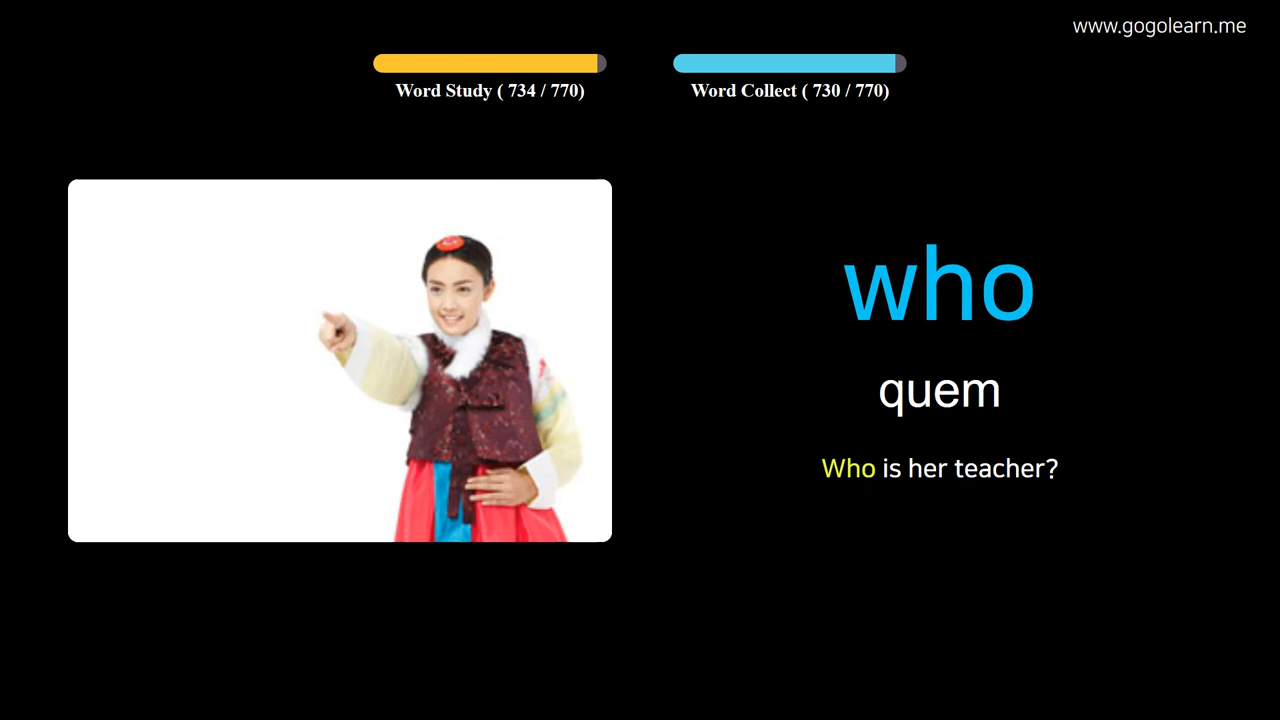 www.gogolearn.me
Word Study ( 734 / 770)
Word Collect ( 730 / 770)
who
quem
Who is her teacher?